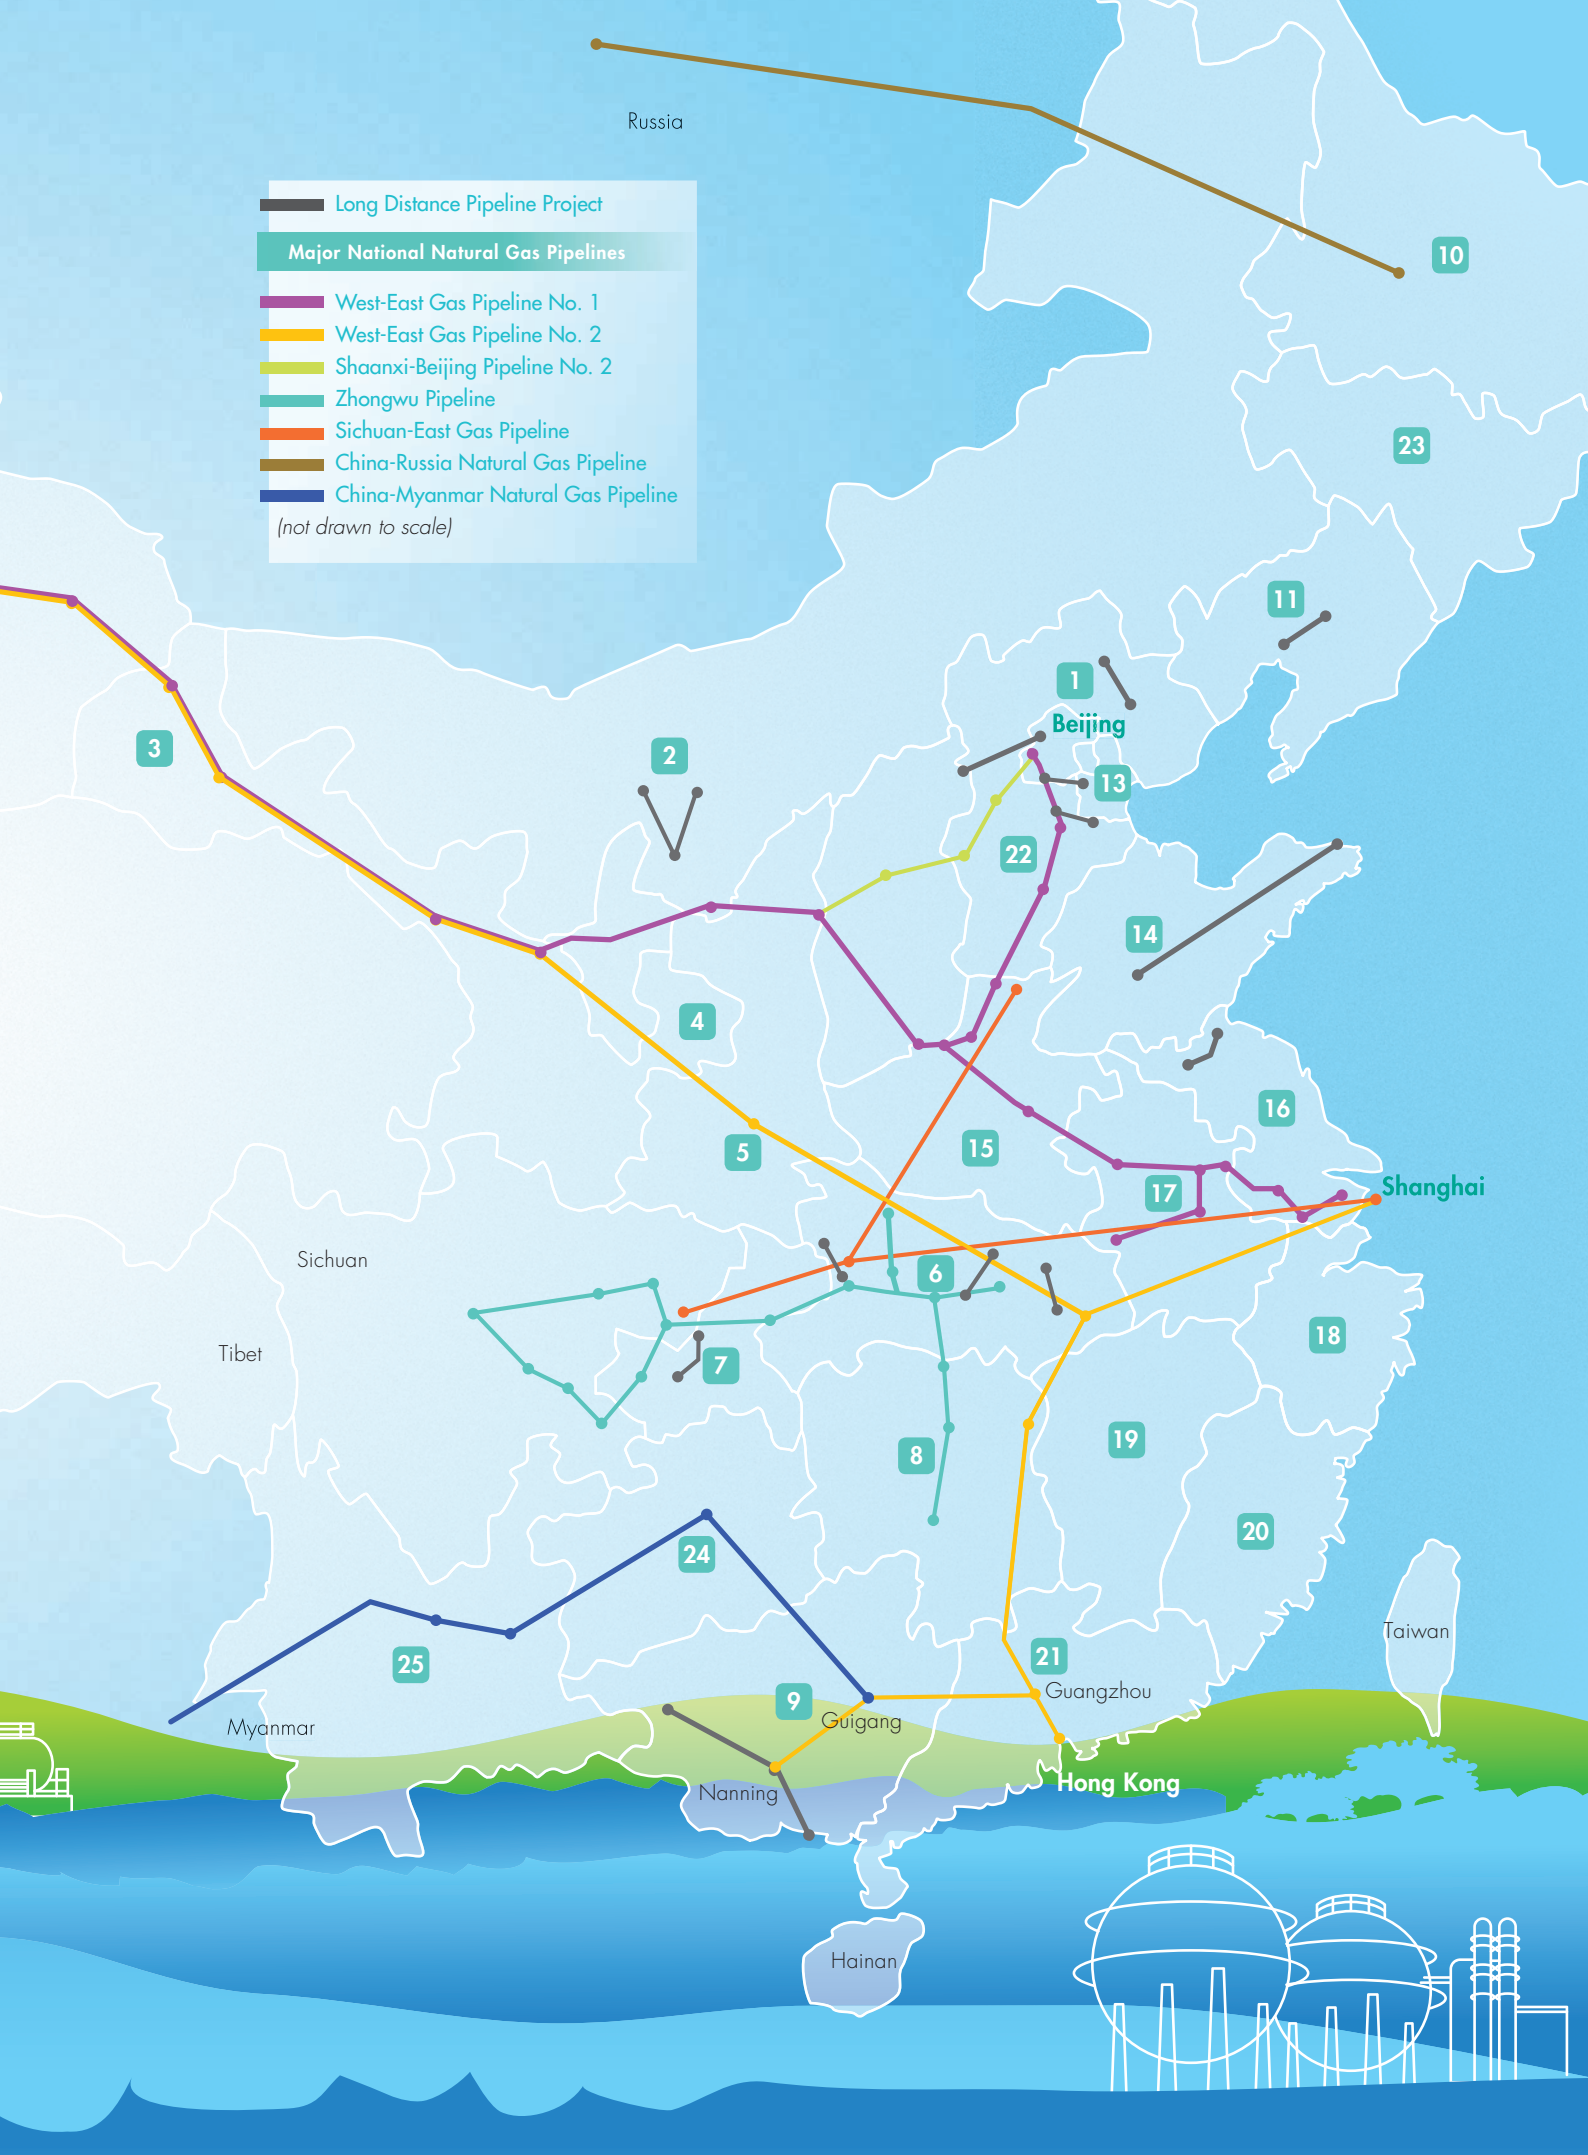 Russia
Long Distance Pipeline Project
Major National Natural Gas Pipelines
West-East Gas Pipeline No. 1
West-East Gas Pipeline No. 2
Shaanxi-Beijing Pipeline No. 2
Zhongwu Pipeline
Sichuan-East Gas Pipeline
China-Russia Natural Gas Pipeline
China-Myanmar Natural Gas Pipeline
(not drawn to scale)
10
23
11
1
Beijing
3
2
13
22
14
4
16
15
5
17
Shanghai
Sichuan
6
18
Tibet
7
19
8
20
24
Taiwan
21
25
Guangzhou
9
Guigang
Myanmar
Hong Kong
Nanning
Hainan